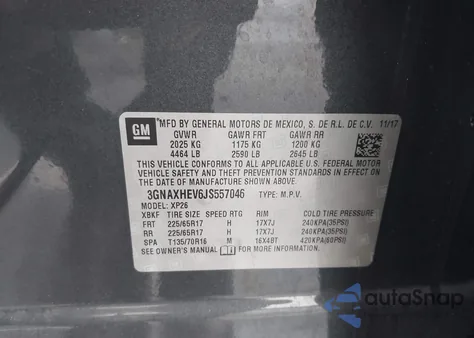 GM
MFD BY GENERAL MOTORS DE MEXICO, S. DE R.L. DE C.V. 11/17
GVWR GAWR FRT GAWR RR
2025 KG 1175 KG 1200 KG
4464 LB 2590 LB 2645 LB
THIS VEHICLE CONFORMS TO ALL APPLICABLE U.S. FEDERAL MOTOR
VEHICLE SAFETY AND THEFT PREVENTION STANDARDS IN EFFECT ON
THE DATE OF MANUFACTURE SHOWN ABOVE.
3GNAXHEV6JS557046 TYPE: M.P.V.
MODEL: XP26
XBKF TIRE SIZE SPEED RTG RIM COLD TIRE PRESSURE
FRT 225/65R17 H 17X7J 240KPA(35PSI)
RR 225/65R17 H 17X7J 240KPA(35PSI)
SPA T135/70R16 M 16X4BT 420KPA(60PSI)
SEE OWNER'S MANUAL FOR MORE INFORMATION.
autoSnap